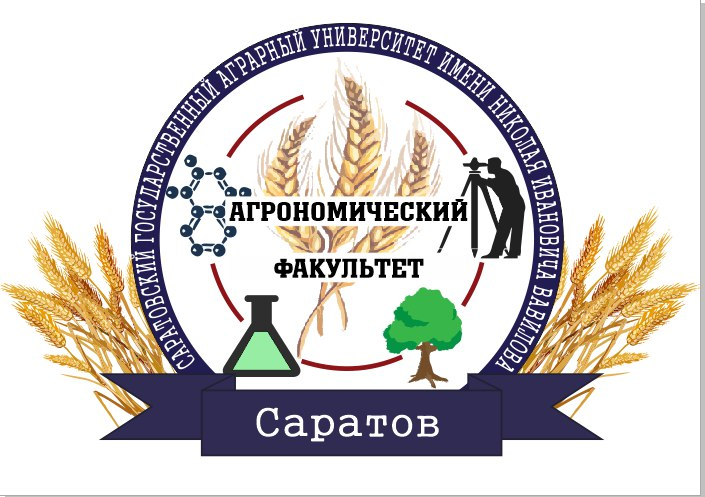 САРАТОВСКИЙ ГОСУДАРСТВЕННЫЙ АГРАРНЫЙ УНИВЕРСИТЕТ ИМЕНИ НИКОЛАЯ ИВАНОВИЧА ВАВИЛОВА
АГРОНОМИЧЕСКИЙ
ФАКУЛЬТЕТ
Саратов